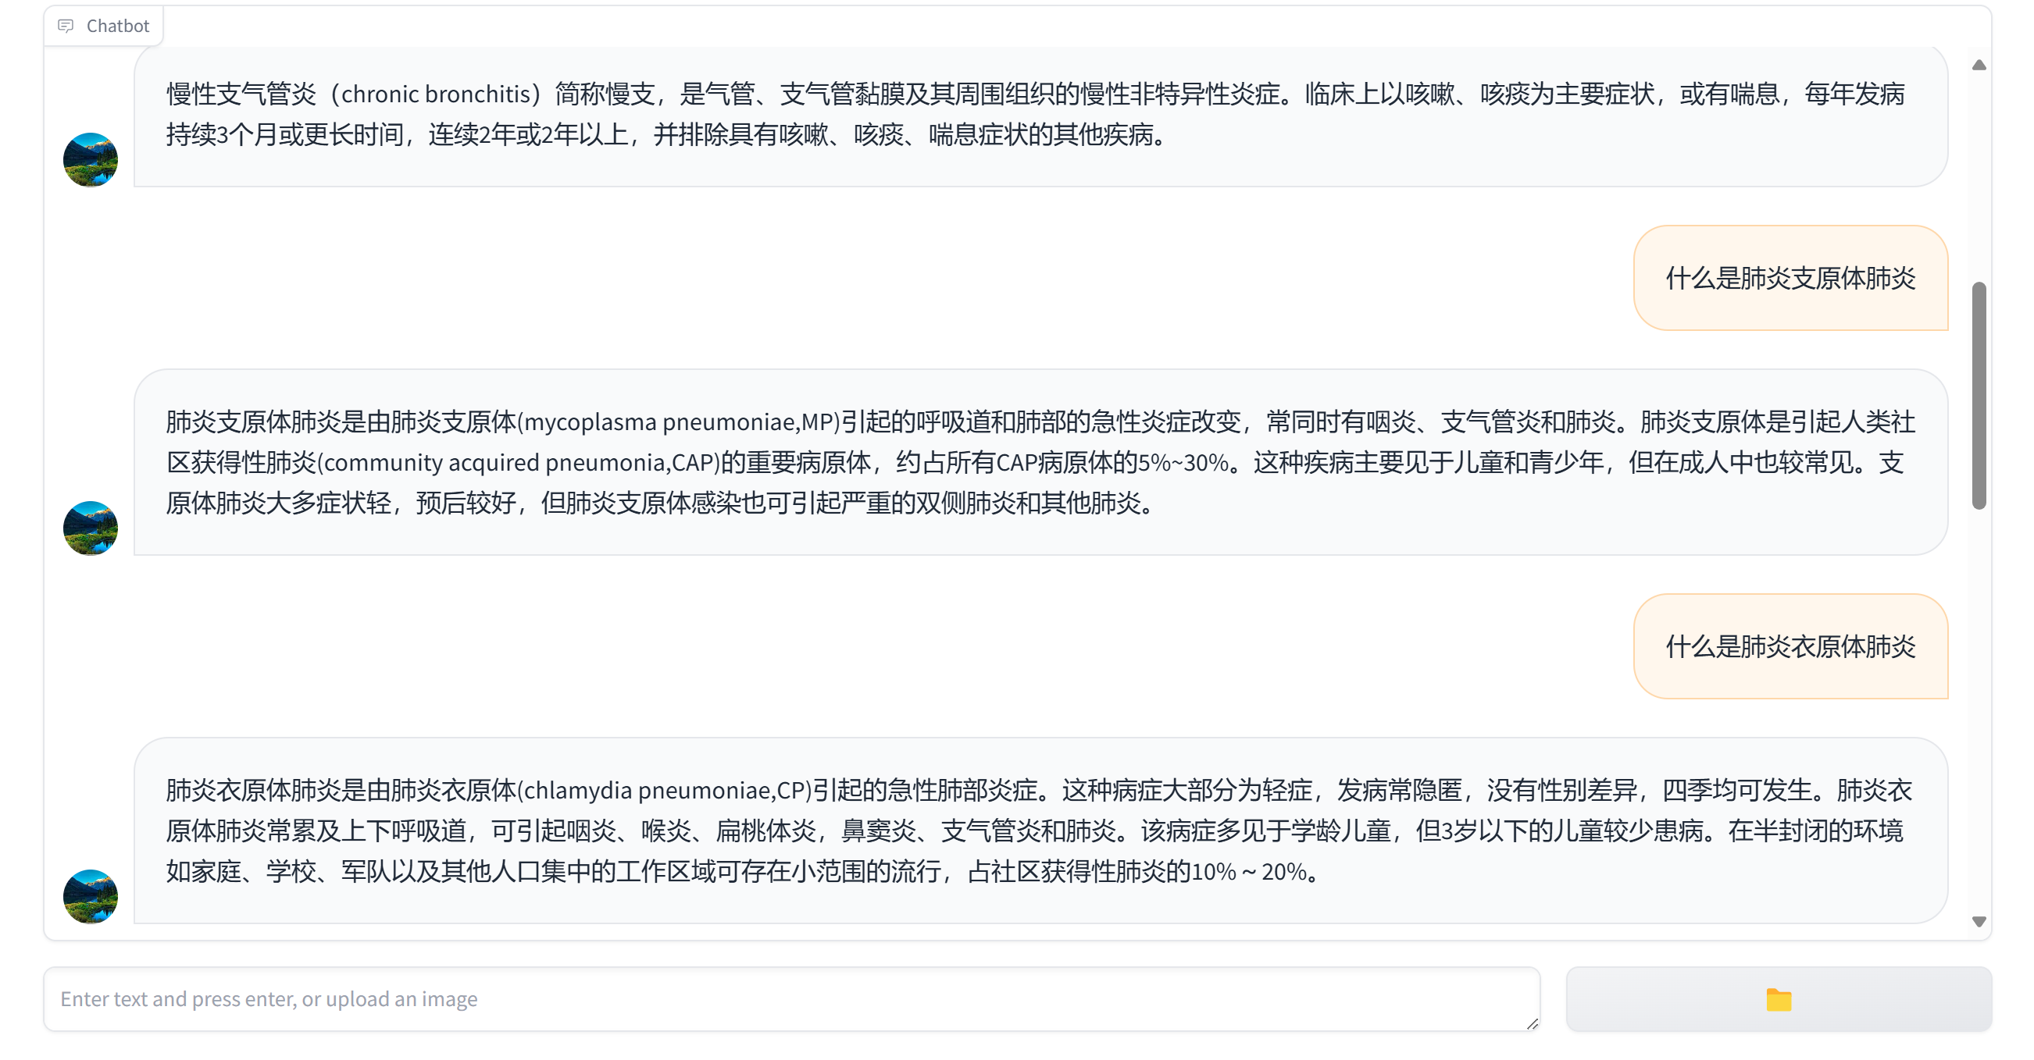 Chatbot
慢性支气管炎（chronic bronchitis）简称慢支，是气管、支气管黏膜及其周围组织的慢性非特异性炎症。临床上以咳嗽、咳痰为主要症状，或有喘息，每年发病
持续3个月或更长时间，连续2年或2年以上，并排除具有咳嗽、咳痰、喘息症状的其他疾病。
什么是肺炎支原体肺炎
肺炎支原体肺炎是由肺炎支原体(mycoplasma pneumoniae,MP)引起的呼吸道和肺部的急性炎症改变，常同时有咽炎、支气管炎和肺炎。肺炎支原体是引起人类社
区获得性肺炎(community acquired pneumonia,CAP)的重要病原体，约占所有CAP病原体的5%~30%。这种疾病主要见于儿童和青少年，但在成人中也较常见。支
原体肺炎大多症状轻，预后较好，但肺炎支原体感染也可引起严重的双侧肺炎和其他肺炎。
什么是肺炎衣原体肺炎
肺炎衣原体肺炎是由肺炎衣原体(chlamydia pneumoniae,CP)引起的急性肺部炎症。这种病症大部分为轻症，发病常隐匿，没有性别差异，四季均可发生。肺炎衣
原体肺炎常累及上下呼吸道，可引起咽炎、喉炎、扁桃体炎，鼻窦炎、支气管炎和肺炎。该病症多见于学龄儿童，但3岁以下的儿童较少患病。在半封闭的环境
如家庭、学校、军队以及其他人口集中的工作区域可存在小范围的流行，占社区获得性肺炎的10%～20%。
Enter text and press enter, or upload an image